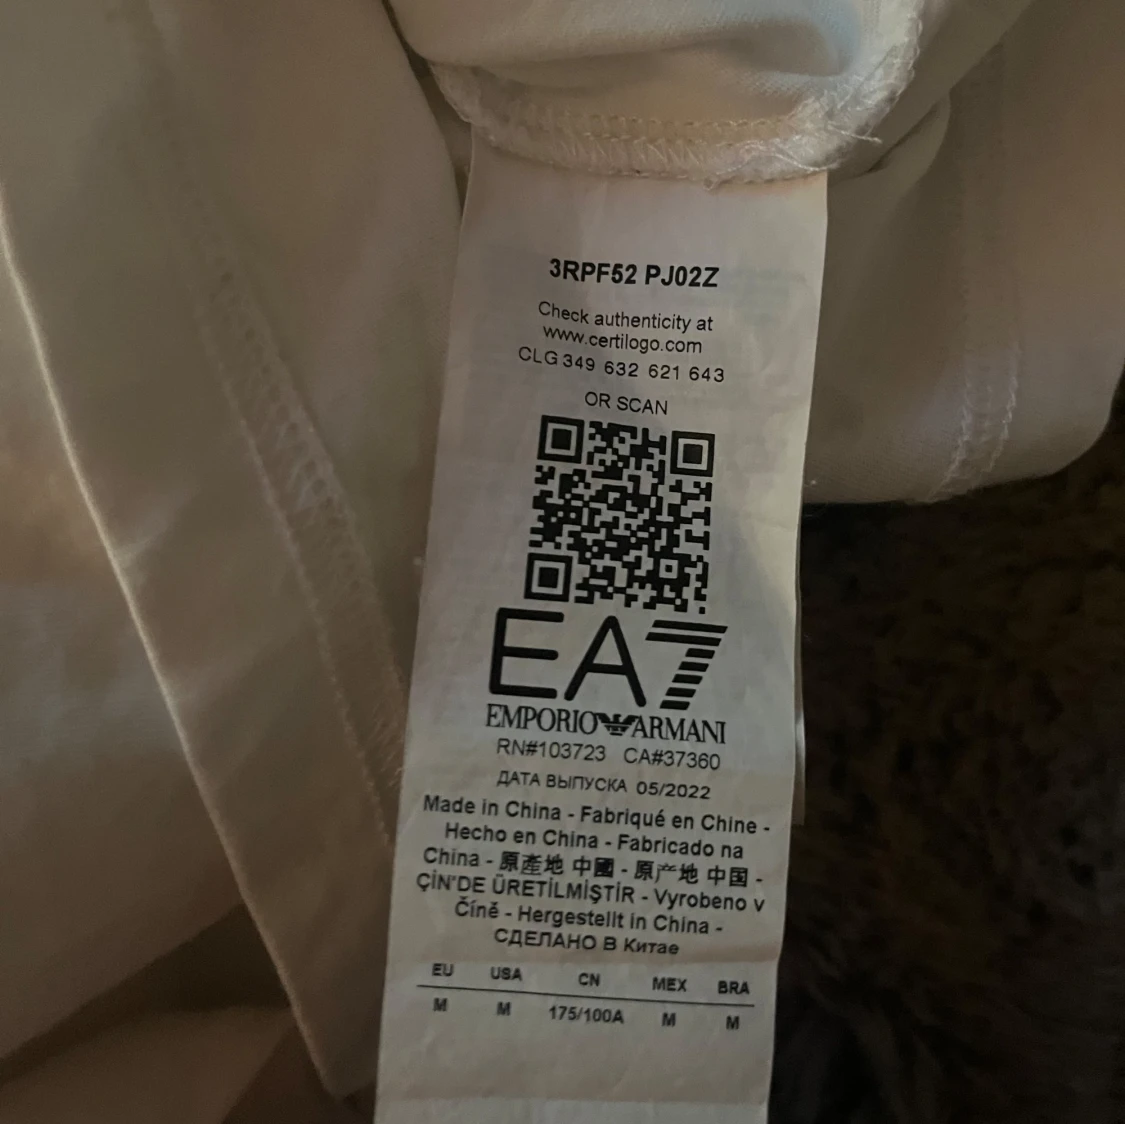 3RPF52 PJ02Z
Check authenticity at
www.certilogo.com
CLG 349 632 621 643
OR SCAN
EA7
EMPORIO ARMANI
RN#103723 CA#37360
ДАТА ВЫПУСКА 05/2022
Made in China - Fabriqué en Chine -
Hecho en China - Fabricado na
China - 原產地 中國 - 原产地 中国 -
ÇİN'DE ÜRETİLMİŞTİR - Vyrobeno v
Číně - Hergestellt in China -
СДЕЛАНО В Китае
EU USA CN MEX BRA
M M 175/100A M M